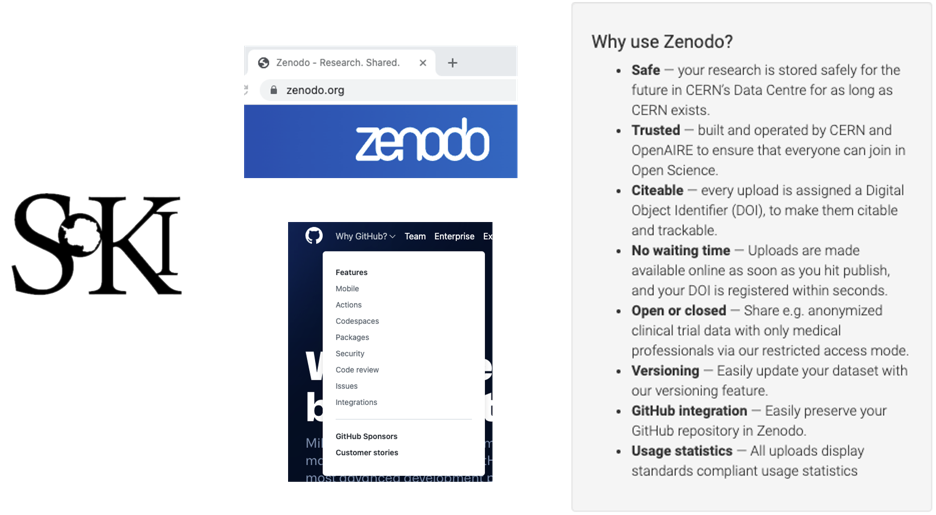 SoKI
Zenodo - Research. Shared.
zenodo.org
zenodo
Why GitHub?
Team
Enterprise
Ex
Features
Mobile
Actions
Codespaces
Packages
Security
Code review
Issues
Integrations
GitHub Sponsors
Customer stories
most advanced development p
Why use Zenodo?
• Safe — your research is stored safely for the
future in CERN's Data Centre for as long as
CERN exists.
• Trusted — built and operated by CERN and
OpenAIRE to ensure that everyone can join in
Open Science.
• Citeable — every upload is assigned a Digital
Object Identifier (DOI), to make them citable
and trackable.
• No waiting time — Uploads are made
available online as soon as you hit publish,
and your DOI is registered within seconds.
• Open or closed — Share e.g. anonymized
clinical trial data with only medical
professionals via our restricted access mode.
• Versioning — Easily update your dataset with
our versioning feature.
• GitHub integration — Easily preserve your
GitHub repository in Zenodo.
• Usage statistics — All uploads display
standards compliant usage statistics